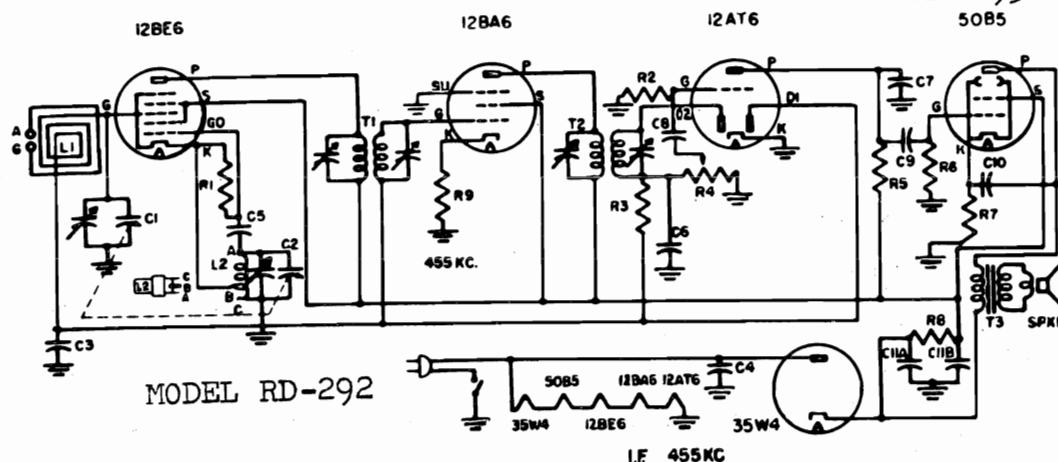 12BE6 12BA6 12AT6 50B5
P P P P
A G S SU S D1 G S
G L1 GO G R2 G D2 C7
K T1 K T2 C8 K C9 R6 K C10
R1 R9 R4 R5 R7
C1 C5 R3
A C2 C6
L2 455 KC.
L2 C B A B C
T3 SPKR
R8
C3 C11A C11B
MODEL RD-292
50B5 12BA6 12AT6 C4
35W4 12BE6 35W4
I.F. 455KC